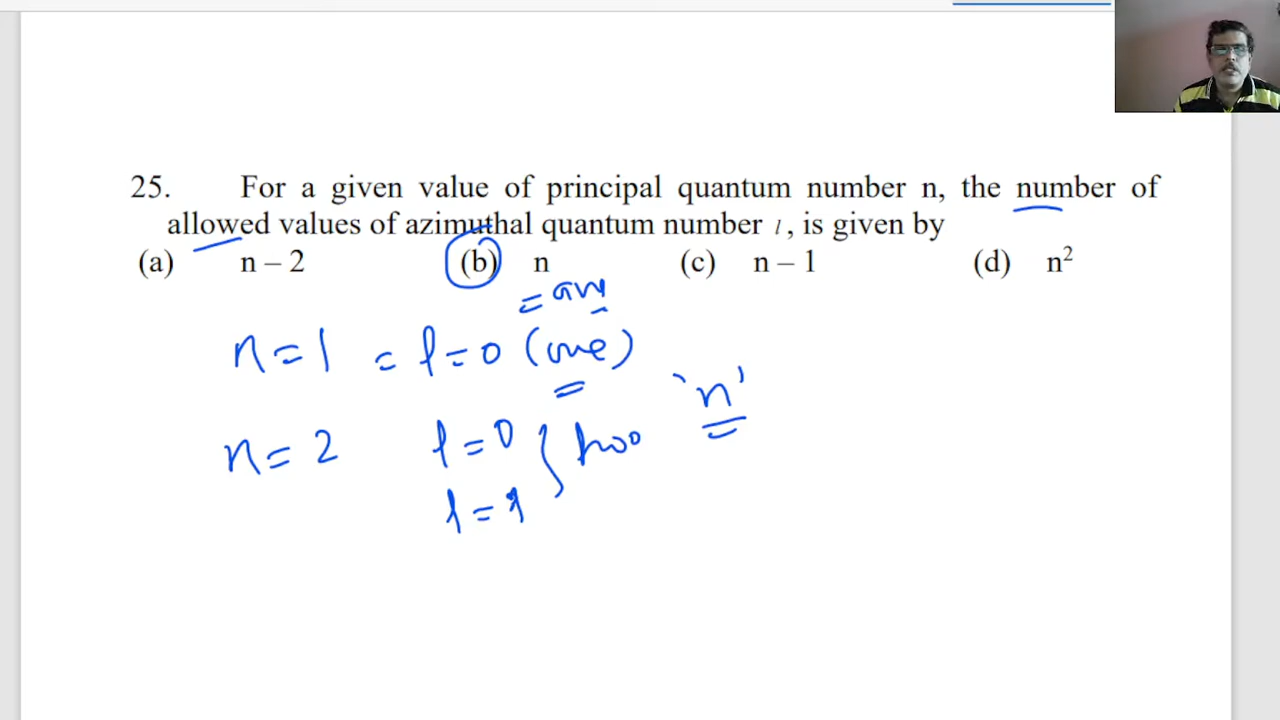 25. For a given value of principal quantum number n, the number of
allowed values of azimuthal quantum number l, is given by
(a) n – 2 (b) n (c) n – 1 (d) n²
= ans
n = 1 = l = 0 (one)
'n'
n = 2 l = 0 } two
l = 1